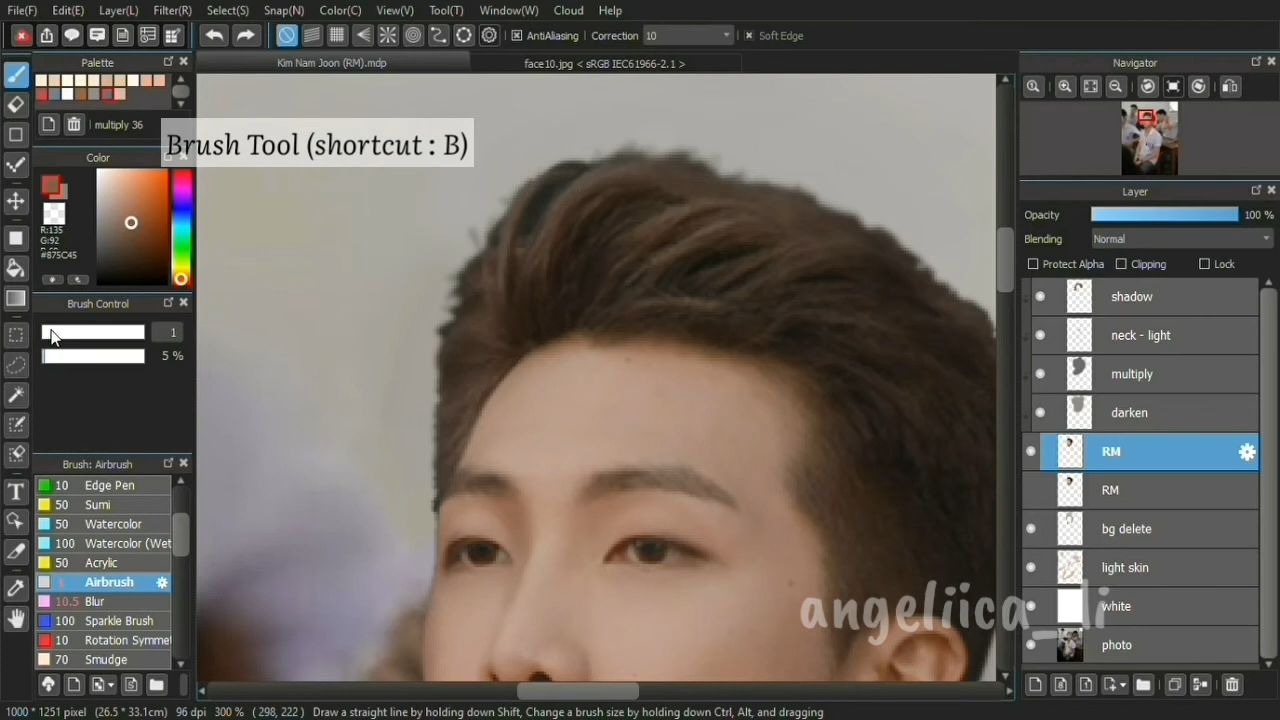 File(F) Edit(E) Layer(L) Filter(R) Select(S) Snap(N) Color(C) View(V) Tool(T) Window(W) Cloud Help
AntiAliasing Correction 10 Soft Edge
Palette
Kim Nam Joon (RM).mdp
face10.jpg < sRGB IEC61966-2.1 >
Navigator
multiply 36
Brush Tool (shortcut : B)
Color
R:135
G:92
#875C45
Brush Control
1
5 %
Brush: Airbrush
10 Edge Pen
50 Sumi
50 Watercolor
100 Watercolor (Wet
50 Acrylic
Airbrush
10.5 Blur
100 Sparkle Brush
10 Rotation Symme
70 Smudge
Layer
Opacity 100 %
Blending Normal
Protect Alpha Clipping Lock
shadow
neck - light
multiply
darken
RM
RM
bg delete
light skin
white
photo
angeliica_li
1000 * 1251 pixel (26.5 * 33.1cm) 96 dpi 300 % ( 298, 222 ) Draw a straight line by holding down Shift, Change a brush size by holding down Ctrl, Alt, and dragging